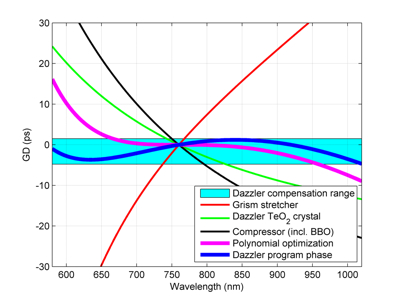 30
20
10
0
-10
-20
-30
GD (ps)
600 650 700 750 800 850 900 950 1000
Wavelength (nm)
Dazzler compensation range
Grism stretcher
Dazzler TeO2 crystal
Compressor (incl. BBO)
Polynomial optimization
Dazzler program phase